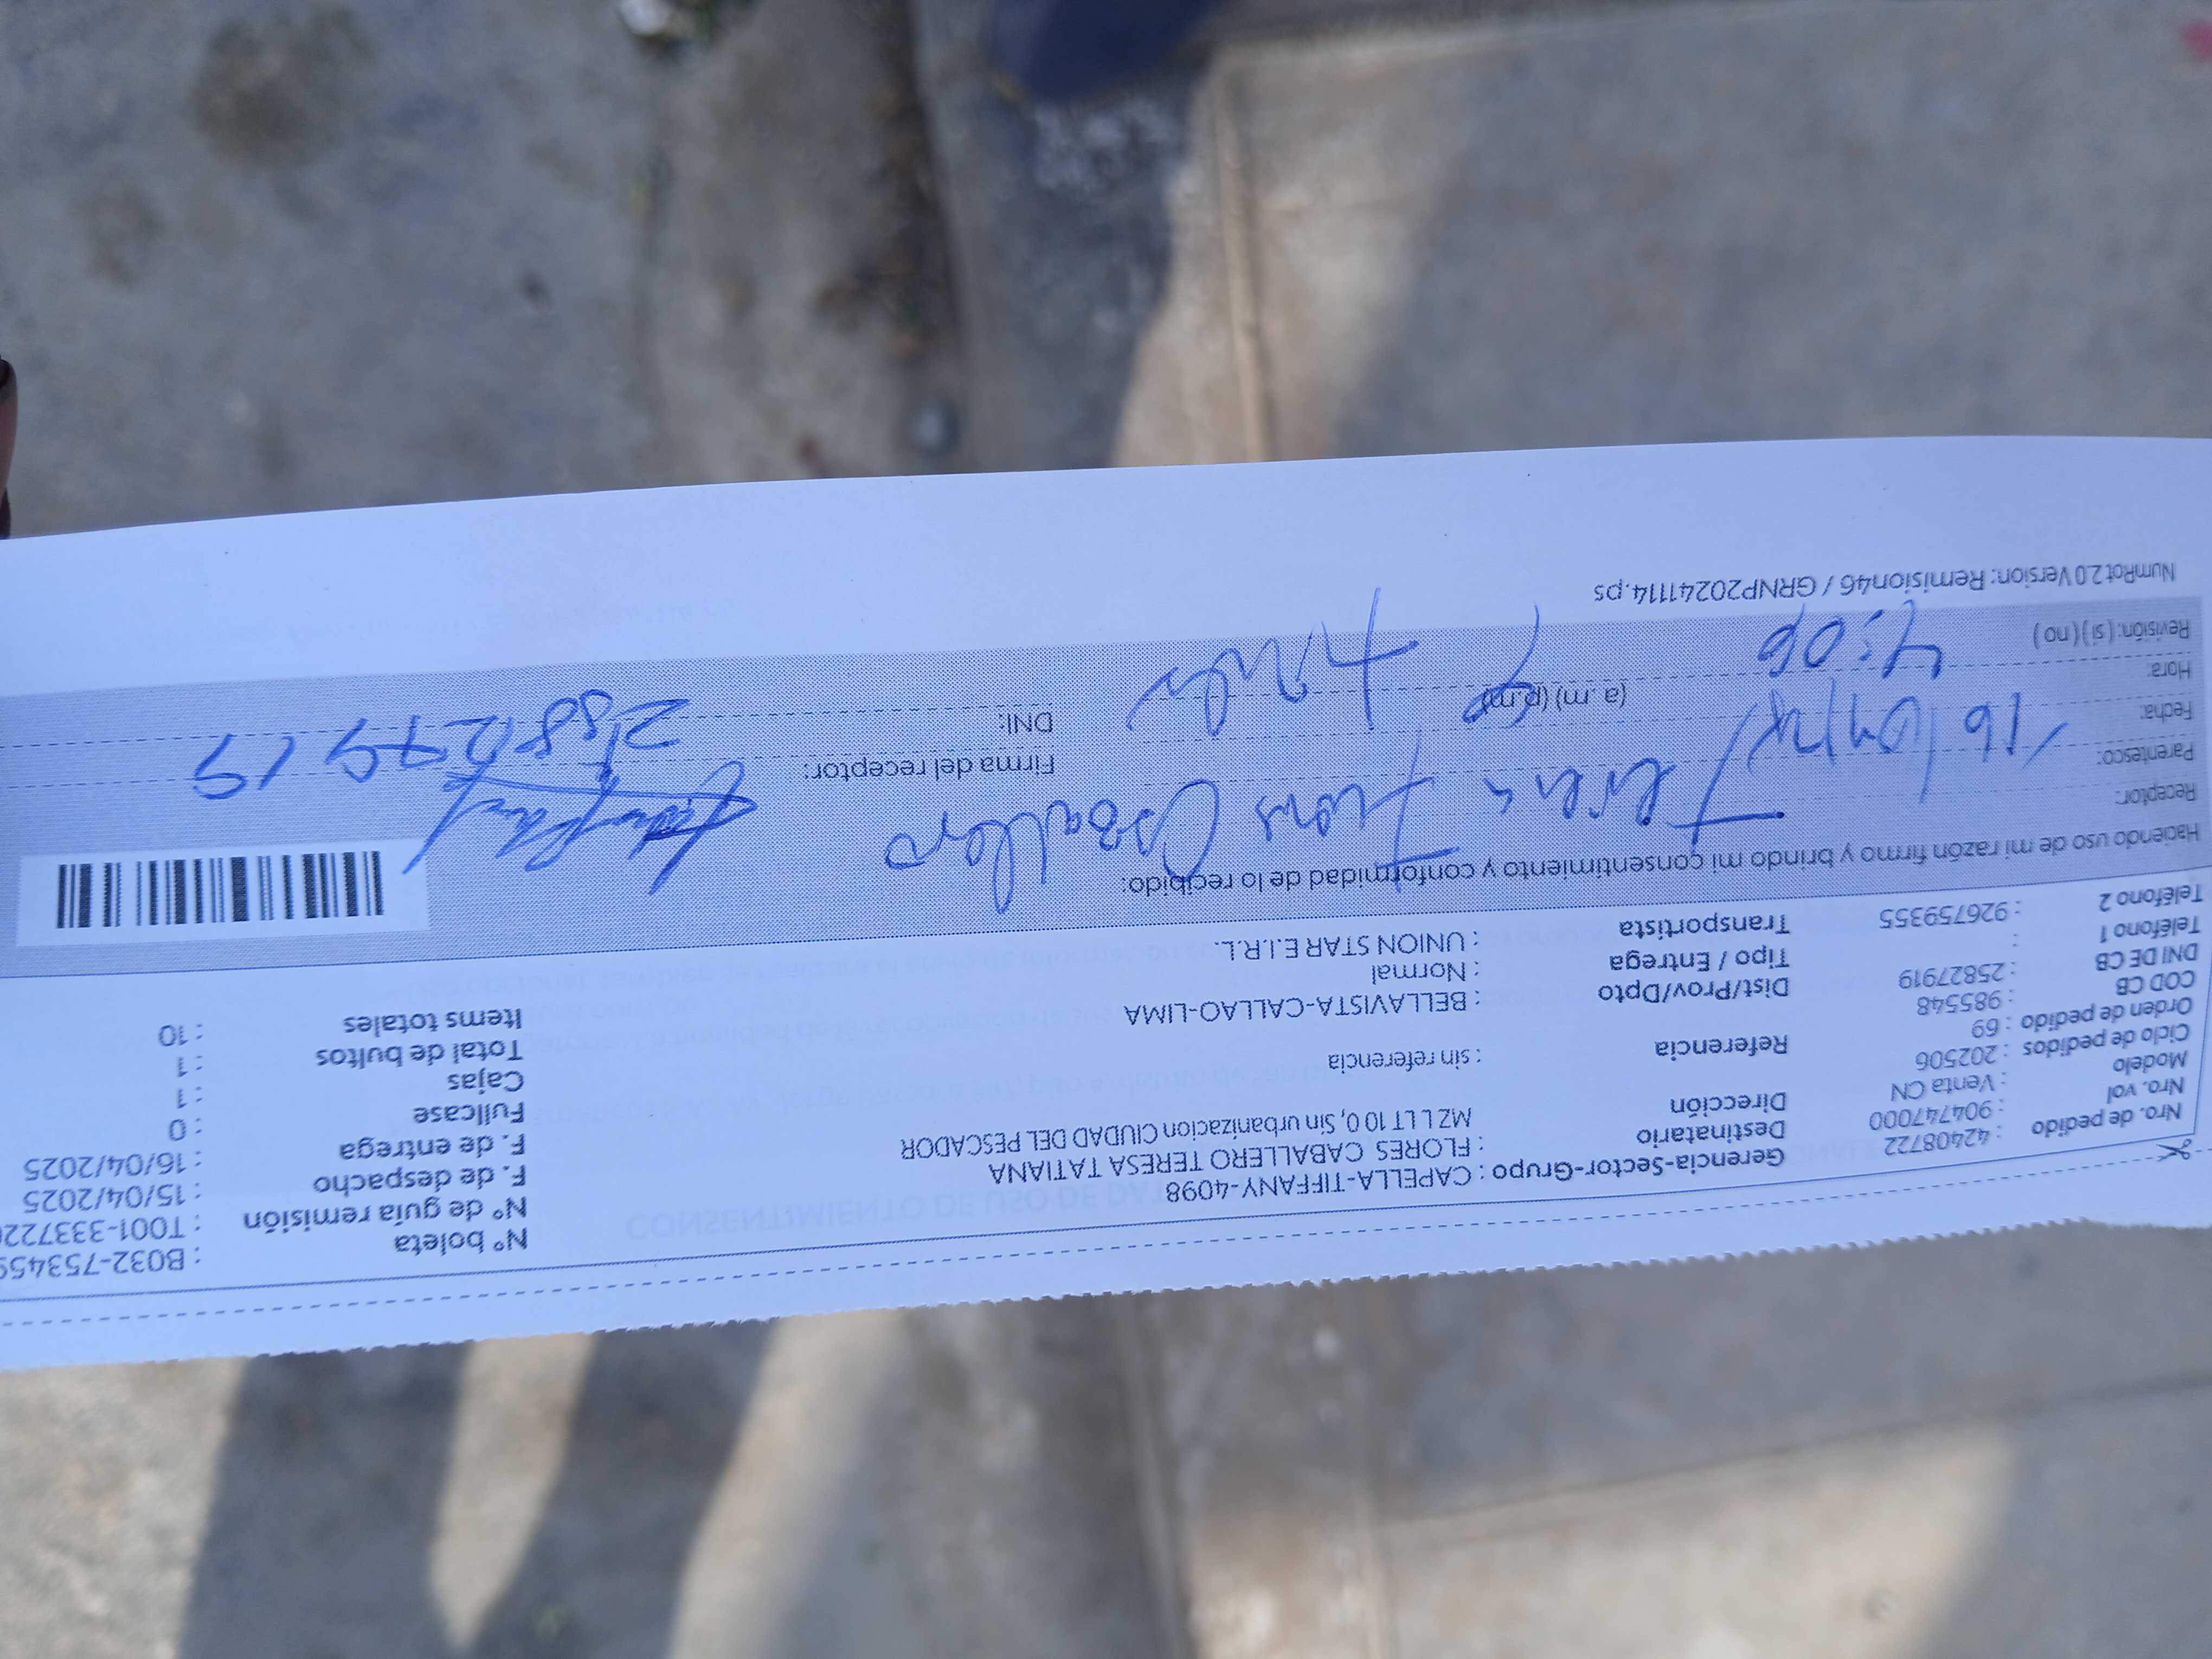 Nro. de pedido : 42408722
Nro. vol : 904747000
Modelo : Venta CN
Ciclo de pedidos : 202506
Orden de pedido : 69
COD CB : 985548
DNI DE CB : 25827919
Teléfono 1 :
Teléfono 2 : 926759355
Gerencia-Sector-Grupo : CAPELLA-TIFFANY-4098
Destinatario : FLORES CABALLERO TERESA TATIANA
Dirección : MZ L LT 10 0, Sin urbanizacion CIUDAD DEL PESCADOR
Referencia : sin referencia
Dist/Prov/Dpto : BELLAVISTA-CALLAO-LIMA
Tipo / Entrega : Normal
Transportista : UNION STAR E.I.R.L.
N° boleta : B032-753459
N° de guía remisión : T001-333722
F. de despacho : 15/04/2025
F. de entrega : 16/04/2025
Fullcase : 0
Cajas : 1
Total de bultos : 1
Items totales : 10
Haciendo uso de mi razón firmo y brindo mi consentimiento y conformidad de lo recibido:
Receptor: Teresa Flores Caballero
Parentesco:
Fecha: 16/04/25
Hora: 4:06 (a. m) (p.m)
Revisión: ( si ) ( no )
Firma del receptor:
DNI: 25827919
NumRot 2.0 Version: Remision46 / GRNP20241114.ps